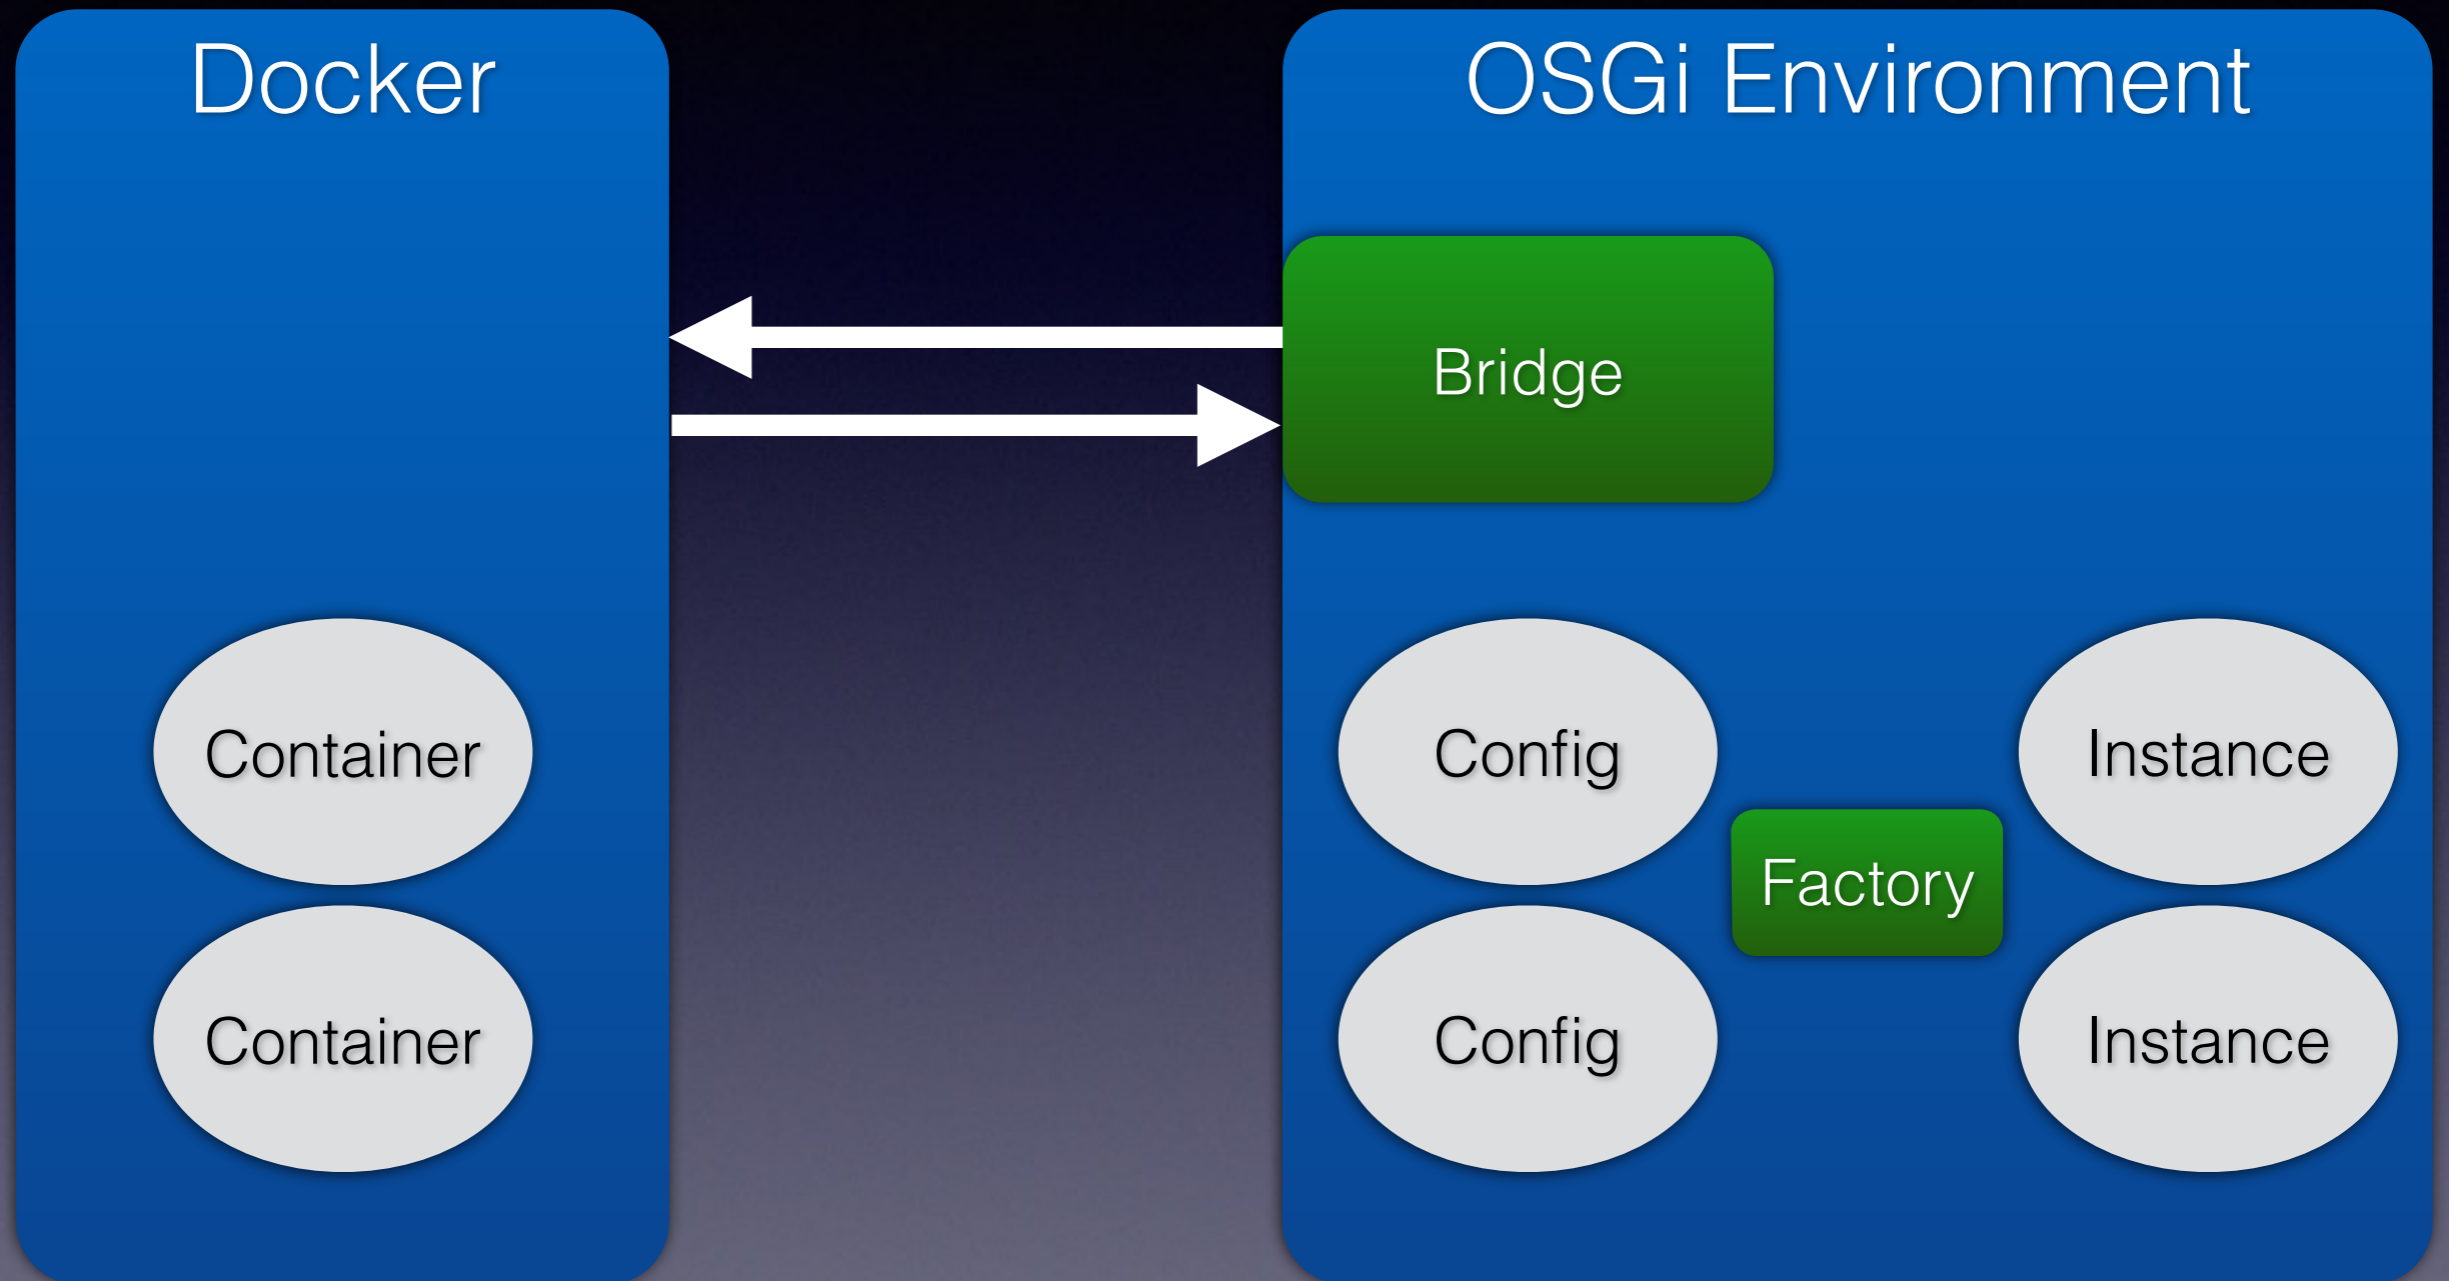 Docker
OSGi Environment
Bridge
Container
Config
Instance
Factory
Container
Config
Instance